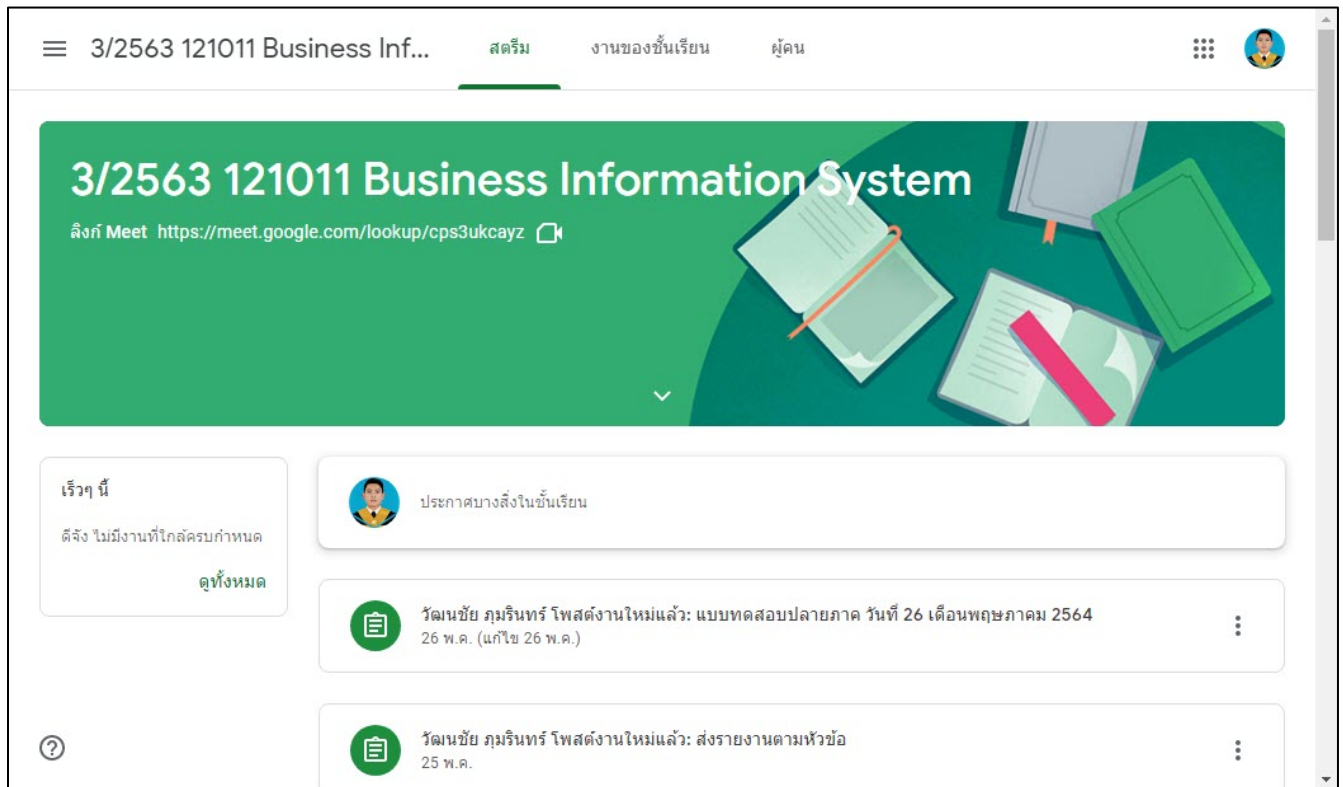 3/2563 121011 Business Inf...
สตรีม
งานของชั้นเรียน
ผู้คน
3/2563 121011 Business Information System
ลิงก์ Meet https://meet.google.com/lookup/cps3ukcayz
เร็วๆ นี้
ดีจัง ไม่มีงานที่ใกล้ครบกำหนด
ดูทั้งหมด
ประกาศบางสิ่งในชั้นเรียน
วัฒนชัย ภุมรินทร์ โพสต์งานใหม่แล้ว: แบบทดสอบปลายภาค วันที่ 26 เดือนพฤษภาคม 2564
26 พ.ค. (แก้ไข 26 พ.ค.)
วัฒนชัย ภุมรินทร์ โพสต์งานใหม่แล้ว: ส่งรายงานตามหัวข้อ
25 พ.ค.